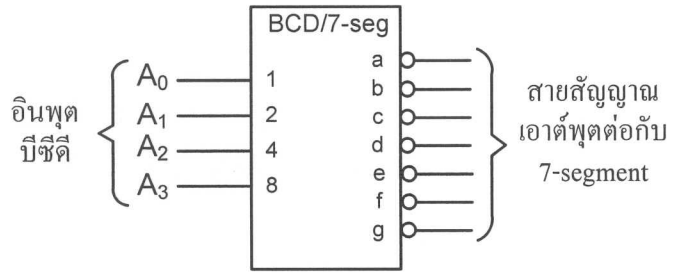 BCD/7-seg
อินพุต
บีซีดี
A0
A1
A2
A3
1
2
4
8
a
b
c
d
e
f
g
สายสัญญาณ
เอาต์พุตต่อกับ
7-segment